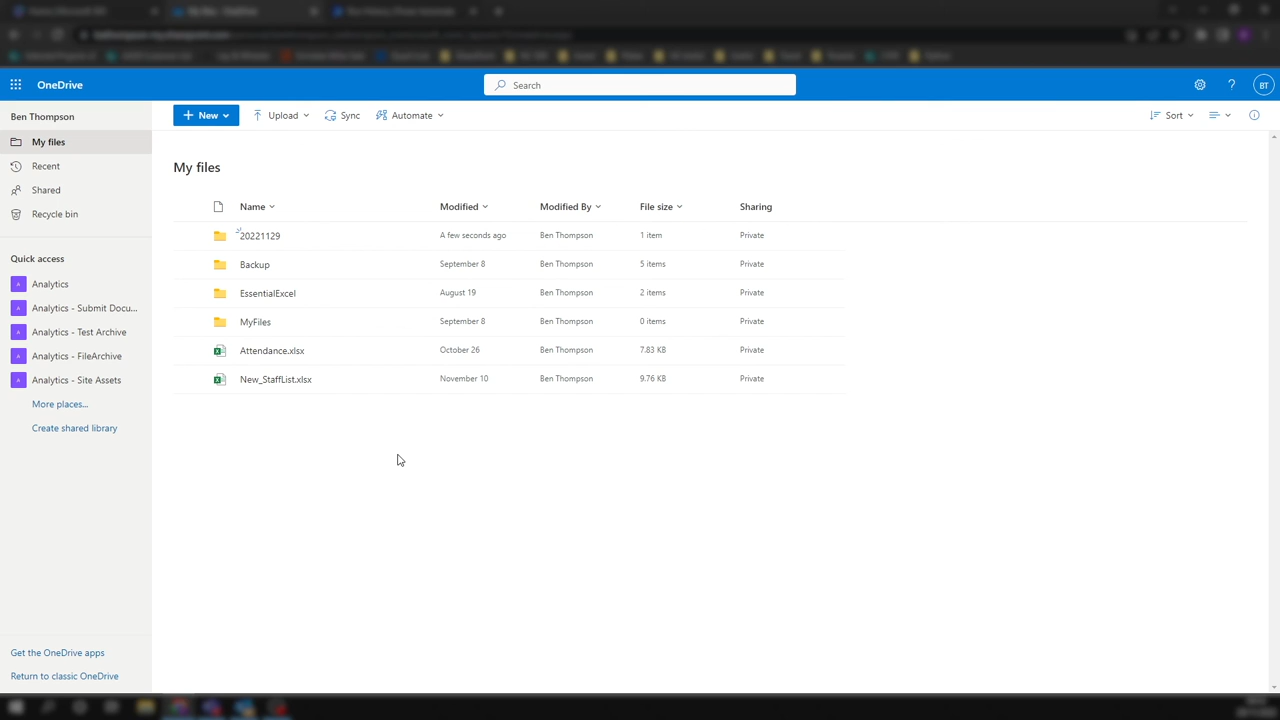 OneDrive
Search
BT
Ben Thompson
My files
Recent
Shared
Recycle bin
Quick access
A Analytics
A Analytics - Submit Docu...
A Analytics - Test Archive
A Analytics - FileArchive
A Analytics - Site Assets
More places...
Create shared library
Get the OneDrive apps
Return to classic OneDrive
+ New
Upload
Sync
Automate
Sort
My files
Name Modified Modified By File size Sharing
20221129 A few seconds ago Ben Thompson 1 item Private
Backup September 8 Ben Thompson 5 items Private
EssentialExcel August 19 Ben Thompson 2 items Private
MyFiles September 8 Ben Thompson 0 items Private
Attendance.xlsx October 26 Ben Thompson 7.83 KB Private
New_StaffList.xlsx November 10 Ben Thompson 9.76 KB Private